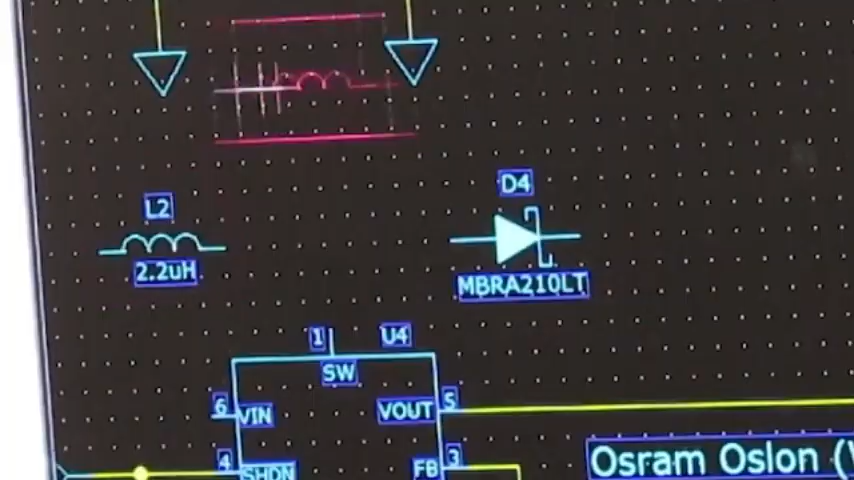 D4
L2
2.2uH
MBRA210LT
1
U4
SW
6
VIN
VOUT
5
4
SHDN
FB
3
Osram Oslon